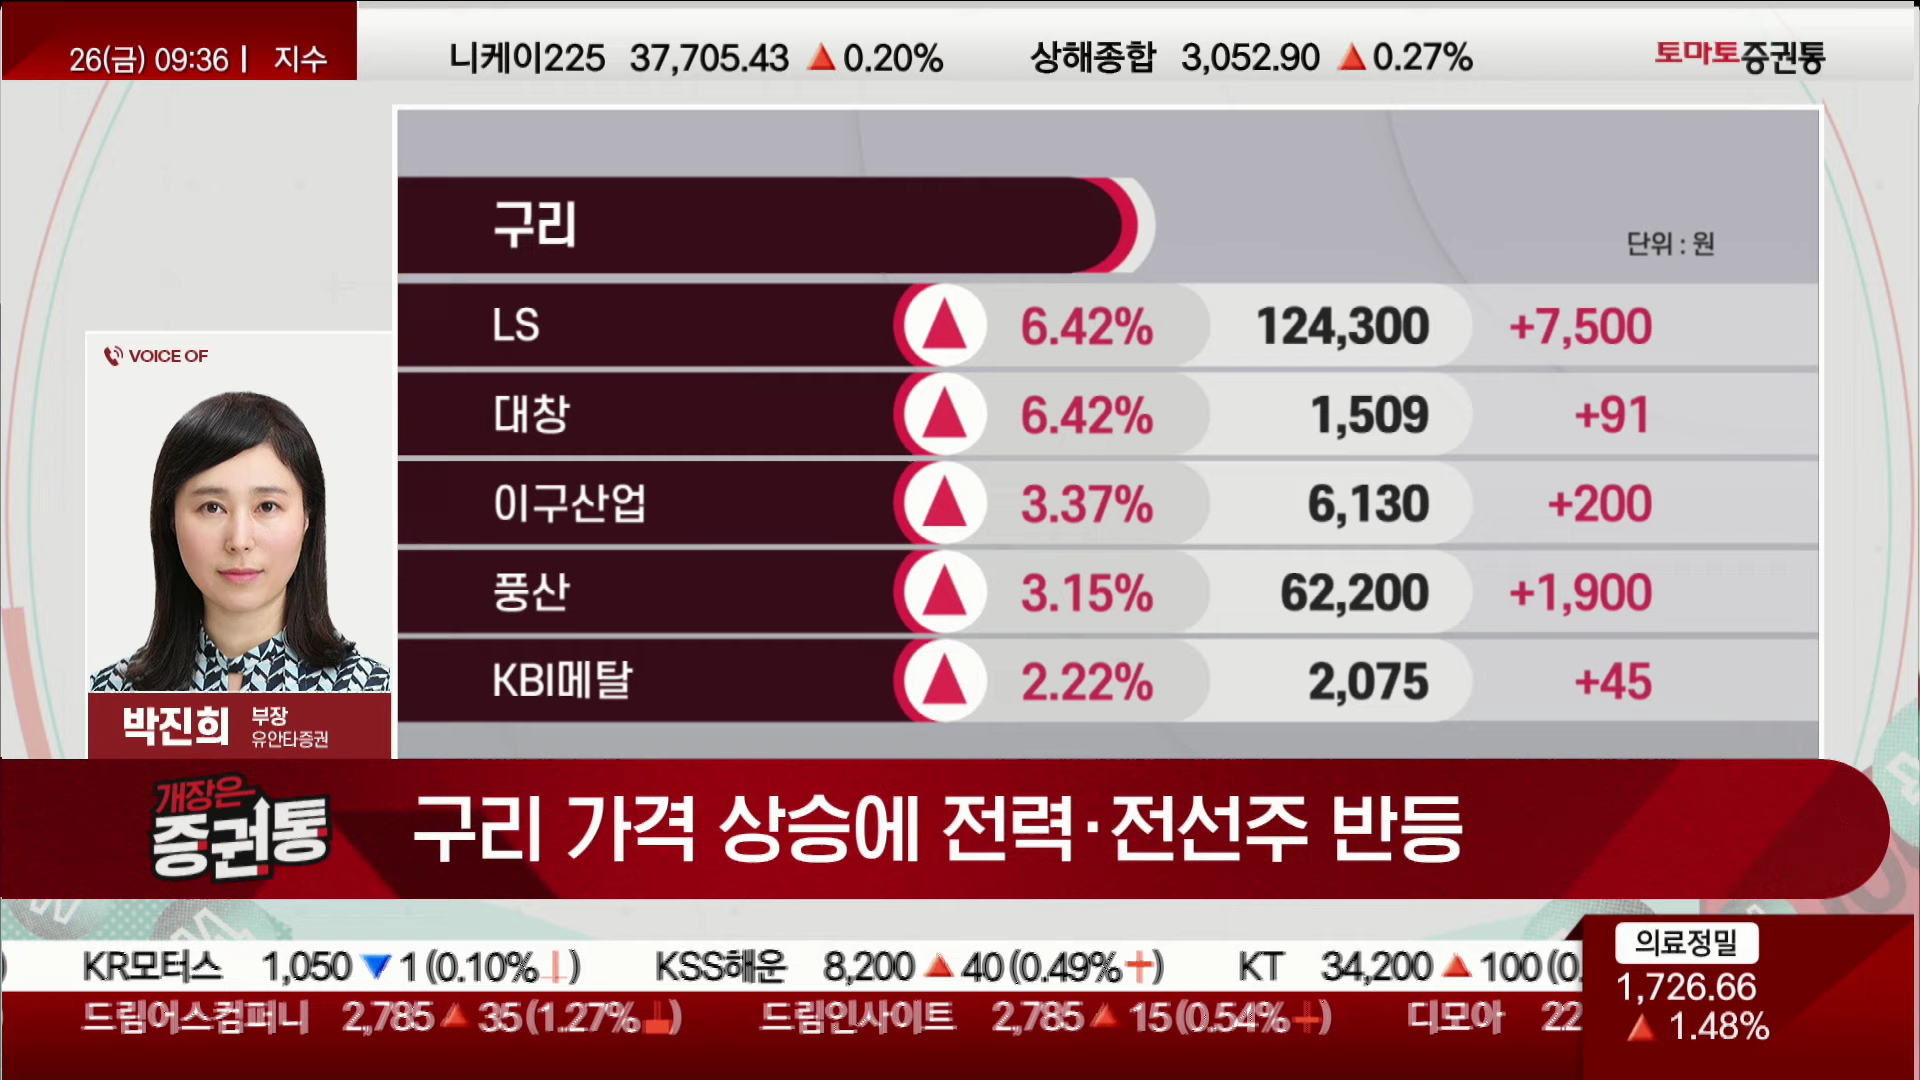 26(금) 09:36 | 지수
니케이225 37,705.43 ▲0.20% 상해종합 3,052.90 ▲0.27%
토마토증권통
구리
단위 : 원
LS ▲ 6.42% 124,300 +7,500
대창 ▲ 6.42% 1,509 +91
이구산업 ▲ 3.37% 6,130 +200
풍산 ▲ 3.15% 62,200 +1,900
KBI메탈 ▲ 2.22% 2,075 +45
VOICE OF
박진희 부장
유안타증권
개장은
증권통
구리 가격 상승에 전력·전선주 반등
KR모터스 1,050 ▼1 (0.10% ) KSS해운 8,200 ▲40 (0.49% ) KT 34,200 ▲100 (0.
드림어스컴퍼니 2,785 ▲35 (1.27% ) 드림인사이트 2,785 ▲15 (0.54% ) 디모아 22
의료정밀
1,726.66
▲ 1.48%